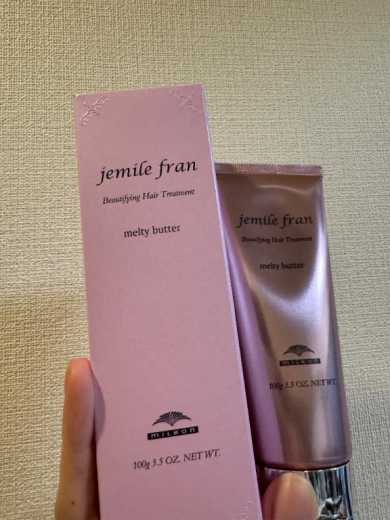 jemile fran
Beautifying Hair Treatment
melty butter
MILBON
100g 3.5 OZ. NET WT.
jemile fran
Beautifying Hair Treatment
melty butter
MILBON
100g 3.5 OZ. NET WT.